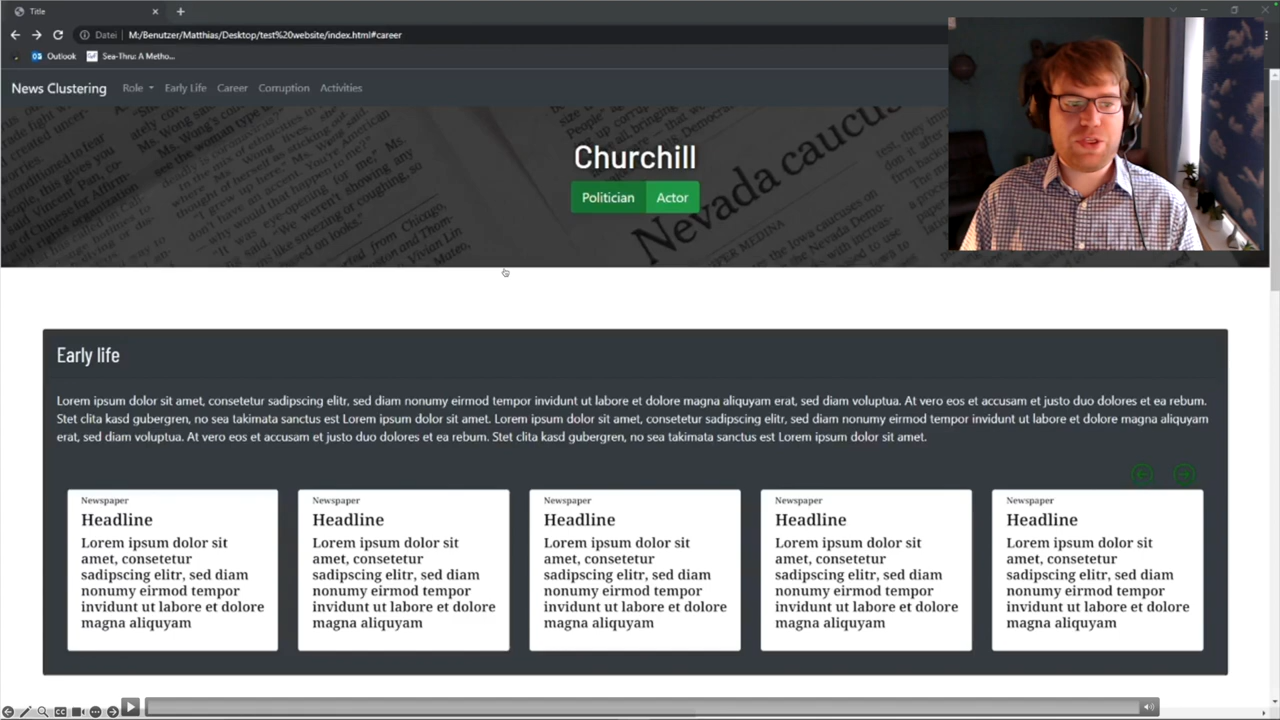 Title
Datei
M:/Benutzer/Matthias/Desktop/test%20website/index.html#career
Outlook
Sea-Thru: A Metho...
News Clustering
Role
Early Life
Career
Corruption
Activities
Churchill
Politician
Actor
Nevada caucus
Early life
Lorem ipsum dolor sit amet, consetetur sadipscing elitr, sed diam nonumy eirmod tempor invidunt ut labore et dolore magna aliquyam erat, sed diam voluptua. At vero eos et accusam et justo duo dolores et ea rebum.
Stet clita kasd gubergren, no sea takimata sanctus est Lorem ipsum dolor sit amet. Lorem ipsum dolor sit amet, consetetur sadipscing elitr, sed diam nonumy eirmod tempor invidunt ut labore et dolore magna aliquyam
erat, sed diam voluptua. At vero eos et accusam et justo duo dolores et ea rebum. Stet clita kasd gubergren, no sea takimata sanctus est Lorem ipsum dolor sit amet.
Newspaper
Headline
Lorem ipsum dolor sit
amet, consetetur
sadipscing elitr, sed diam
nonumy eirmod tempor
invidunt ut labore et dolore
magna aliquyam
Newspaper
Headline
Lorem ipsum dolor sit
amet, consetetur
sadipscing elitr, sed diam
nonumy eirmod tempor
invidunt ut labore et dolore
magna aliquyam
Newspaper
Headline
Lorem ipsum dolor sit
amet, consetetur
sadipscing elitr, sed diam
nonumy eirmod tempor
invidunt ut labore et dolore
magna aliquyam
Newspaper
Headline
Lorem ipsum dolor sit
amet, consetetur
sadipscing elitr, sed diam
nonumy eirmod tempor
invidunt ut labore et dolore
magna aliquyam
Newspaper
Headline
Lorem ipsum dolor sit
amet, consetetur
sadipscing elitr, sed diam
nonumy eirmod tempor
invidunt ut labore et dolore
magna aliquyam